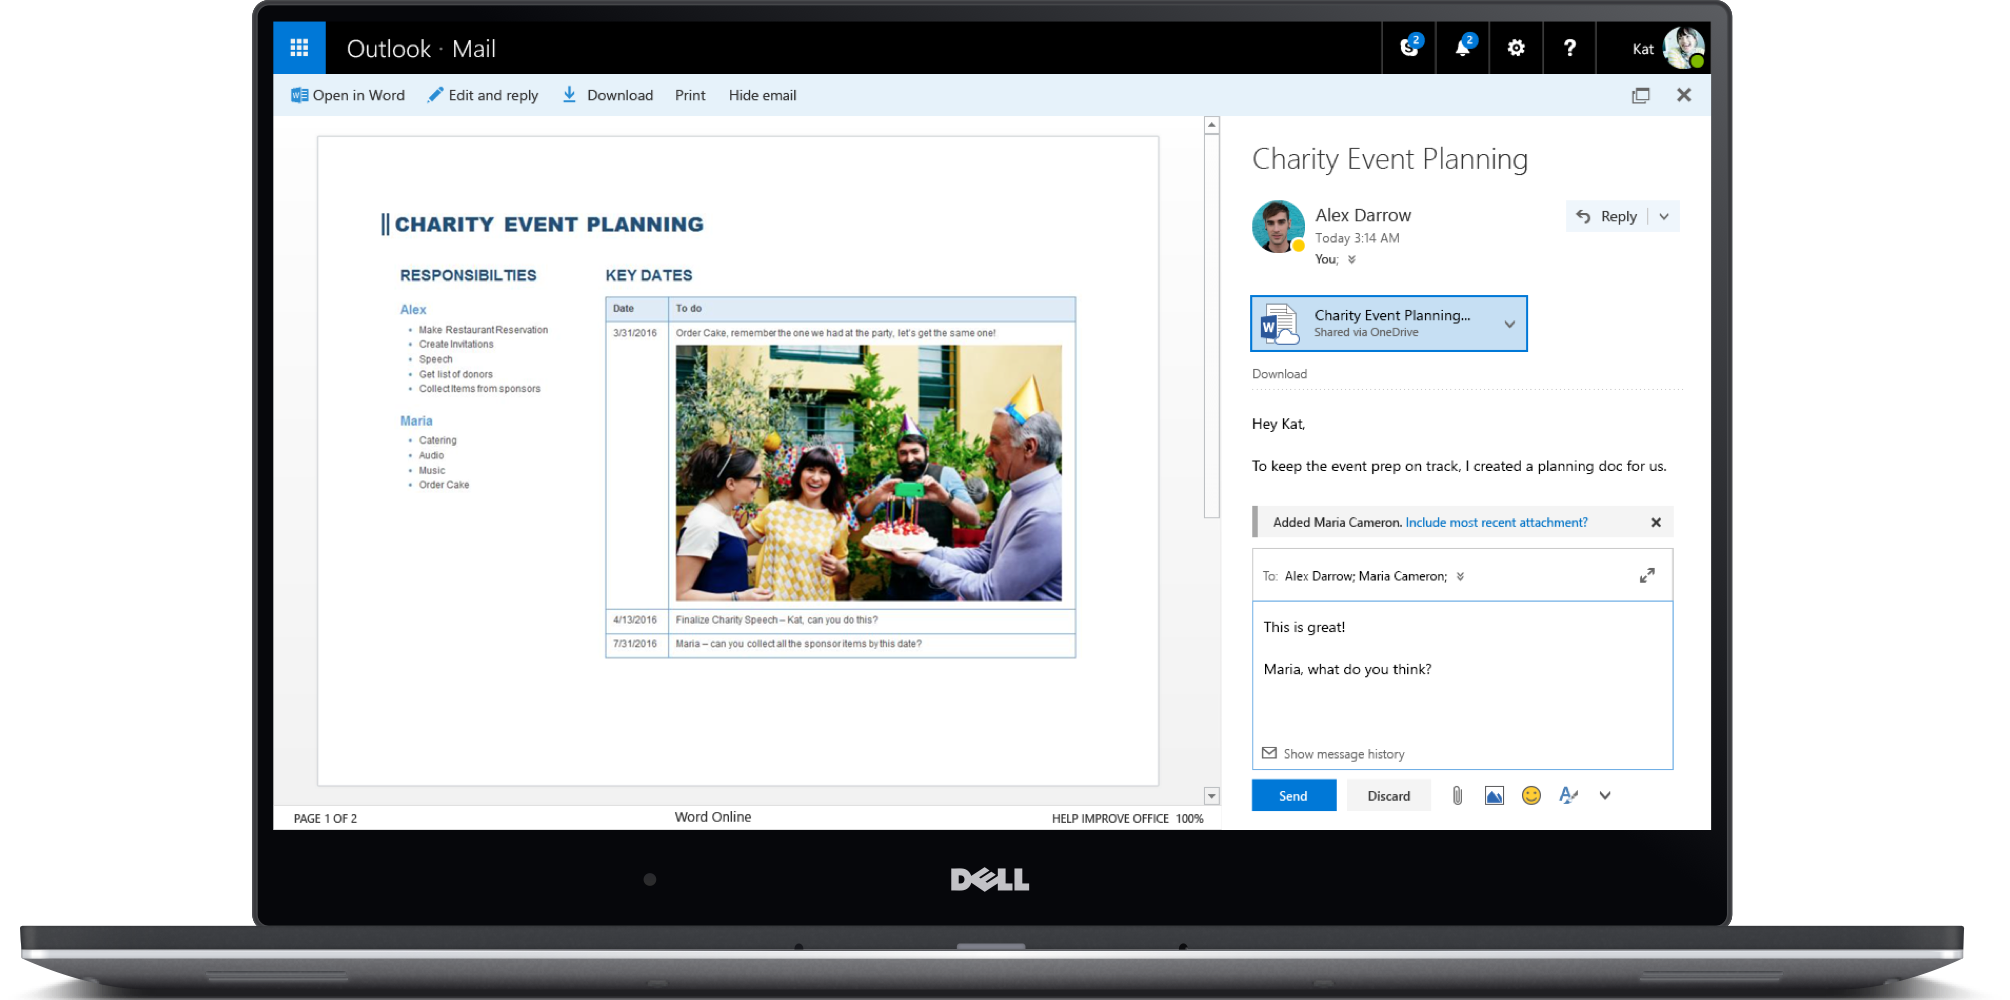 Outlook · Mail
2
2
?
Kat
Open in Word
Edit and reply
Download
Print
Hide email
CHARITY EVENT PLANNING
RESPONSIBILTIES
Alex
• Make Restaurant Reservation
• Create Invitations
• Speech
• Get list of donors
• Collect Items from sponsors
Maria
• Catering
• Audio
• Music
• Order Cake
KEY DATES
Date To do
3/31/2016 Order Cake, remember the one we had at the party, let's get the same one!
4/13/2016 Finalize Charity Speech – Kat, can you do this?
7/31/2016 Maria – can you collect all the sponsor items by this date?
PAGE 1 OF 2
Word Online
HELP IMPROVE OFFICE 100%
Charity Event Planning
Alex Darrow
Today 3:14 AM
You;
Reply
Charity Event Planning...
Shared via OneDrive
Download
Hey Kat,
To keep the event prep on track, I created a planning doc for us.
Added Maria Cameron. Include most recent attachment?
To: Alex Darrow; Maria Cameron;
This is great!
Maria, what do you think?
Show message history
Send
Discard
DELL